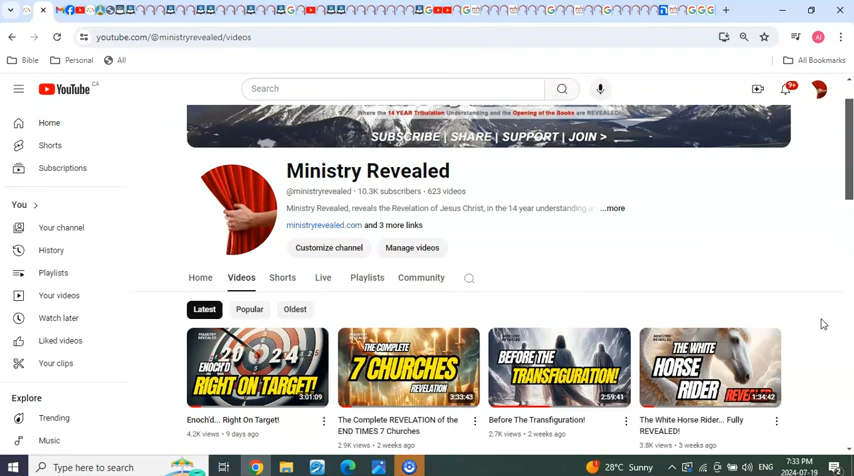 youtube.com/@ministryrevealed/videos
Bible
Personal
All
All Bookmarks
YouTube CA
Search
9+
Where the 14 YEAR Tribulation Understanding and the Opening of the Books are REVEALED!
SUBSCRIBE | SHARE | SUPPORT | JOIN >
Home
Shorts
Subscriptions
You
Your channel
History
Playlists
Your videos
Watch later
Liked videos
Your clips
Explore
Trending
Music
Ministry Revealed
@ministryrevealed · 10.3K subscribers · 623 videos
Ministry Revealed, reveals the Revelation of Jesus Christ, in the 14 year understanding ...more
ministryrevealed.com and 3 more links
Customize channel
Manage videos
Home
Videos
Shorts
Live
Playlists
Community
Latest
Popular
Oldest
MINISTRY REVEALED
2024
ENOCH'D
RIGHT ON TARGET!
3:01:09
THE COMPLETE
7 CHURCHES
REVELATION
3:33:43
BEFORE THE
TRANSFIGURATION!
2:59:41
THE WHITE
HORSE
RIDER
REVEALED
1:34:42
Enoch'd... Right On Target!
4.2K views · 9 days ago
The Complete REVELATION of the
END TIMES 7 Churches
2.9K views · 2 weeks ago
Before The Transfiguration!
2.7K views · 2 weeks ago
The White Horse Rider... Fully
REVEALED!
3.8K views · 3 weeks ago
Type here to search
28°C Sunny
ENG
7:33 PM
2024-07-19
2